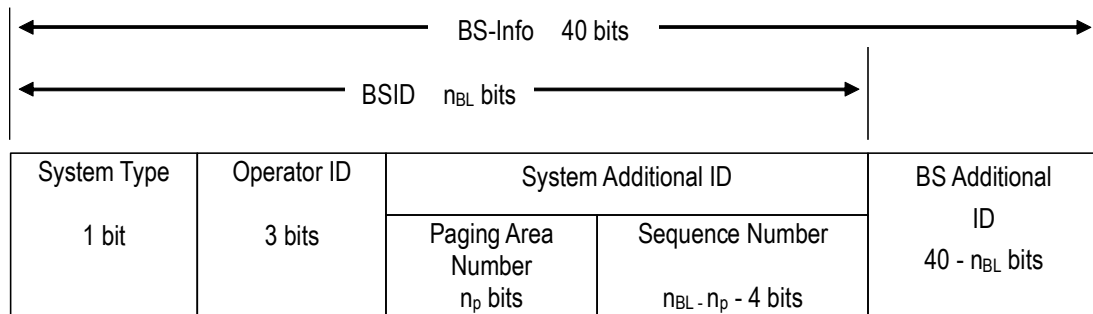 BS-Info 40 bits
BSID n_BL bits
System Type
1 bit
Operator ID
3 bits
System Additional ID
Paging Area
Number
n_p bits
Sequence Number
n_BL - n_p - 4 bits
BS Additional
ID
40 - n_BL bits